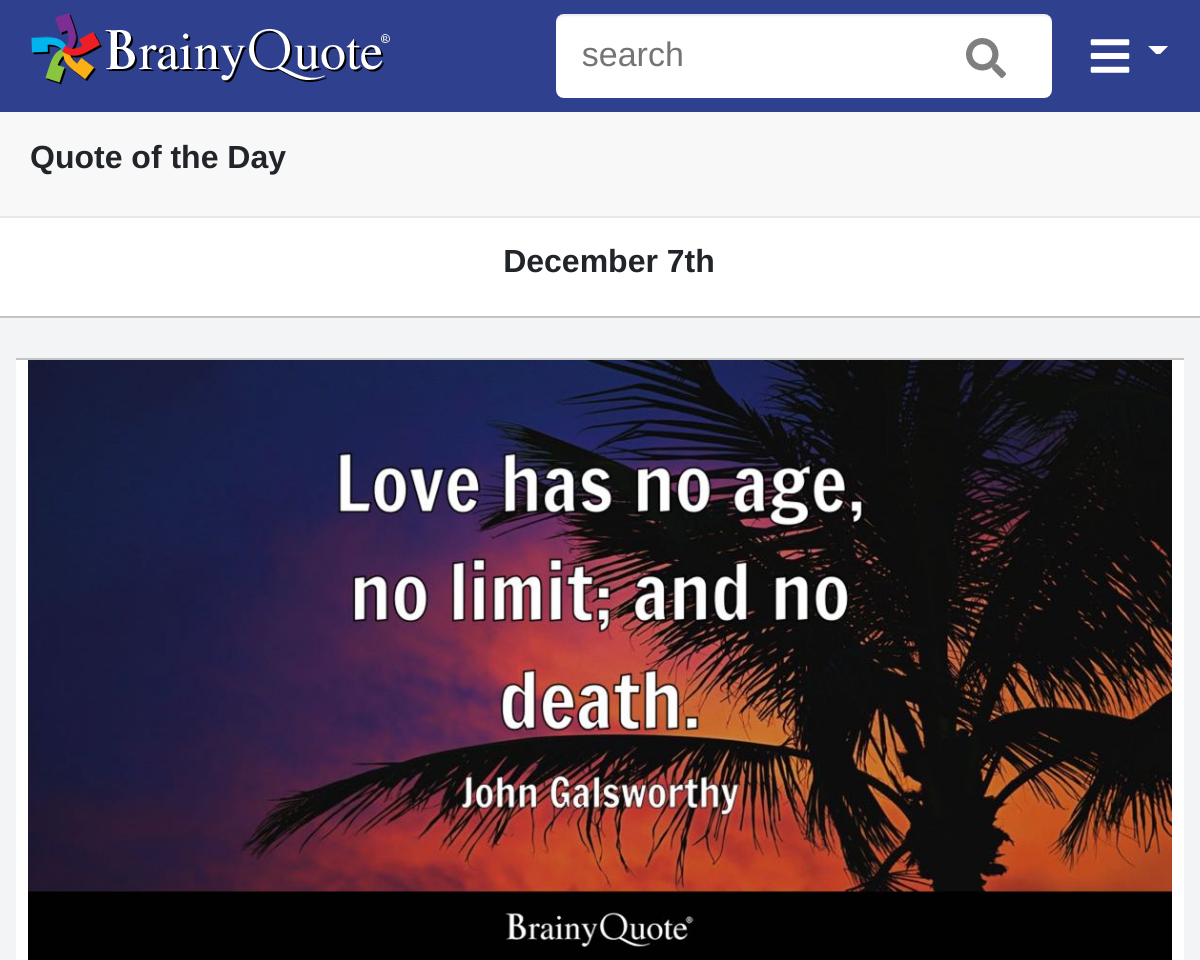 BrainyQuote®
search
Quote of the Day
December 7th
Love has no age,
no limit; and no
death.
John Galsworthy
BrainyQuote®